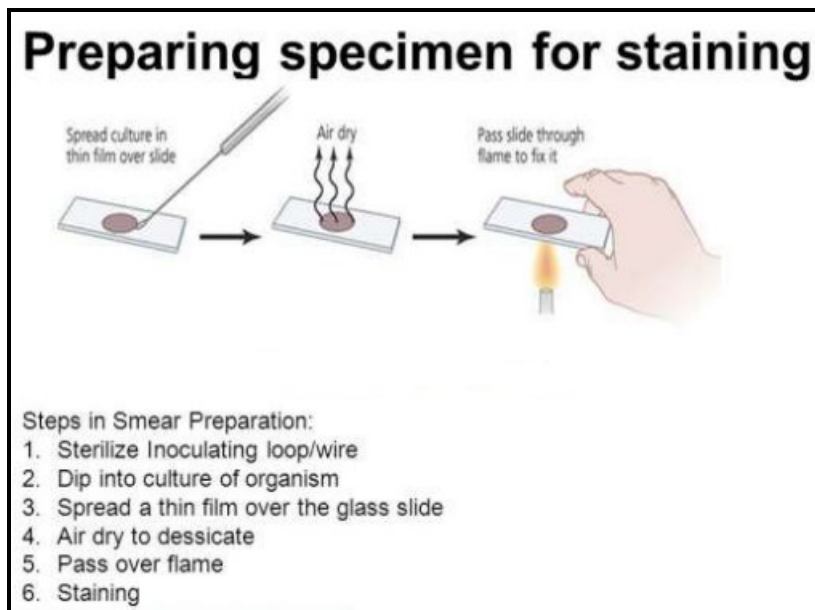 Preparing specimen for staining
Spread culture in
thin film over slide
Air dry
Pass slide through
flame to fix it
Steps in Smear Preparation:
1. Sterilize Inoculating loop/wire
2. Dip into culture of organism
3. Spread a thin film over the glass slide
4. Air dry to dessicate
5. Pass over flame
6. Staining